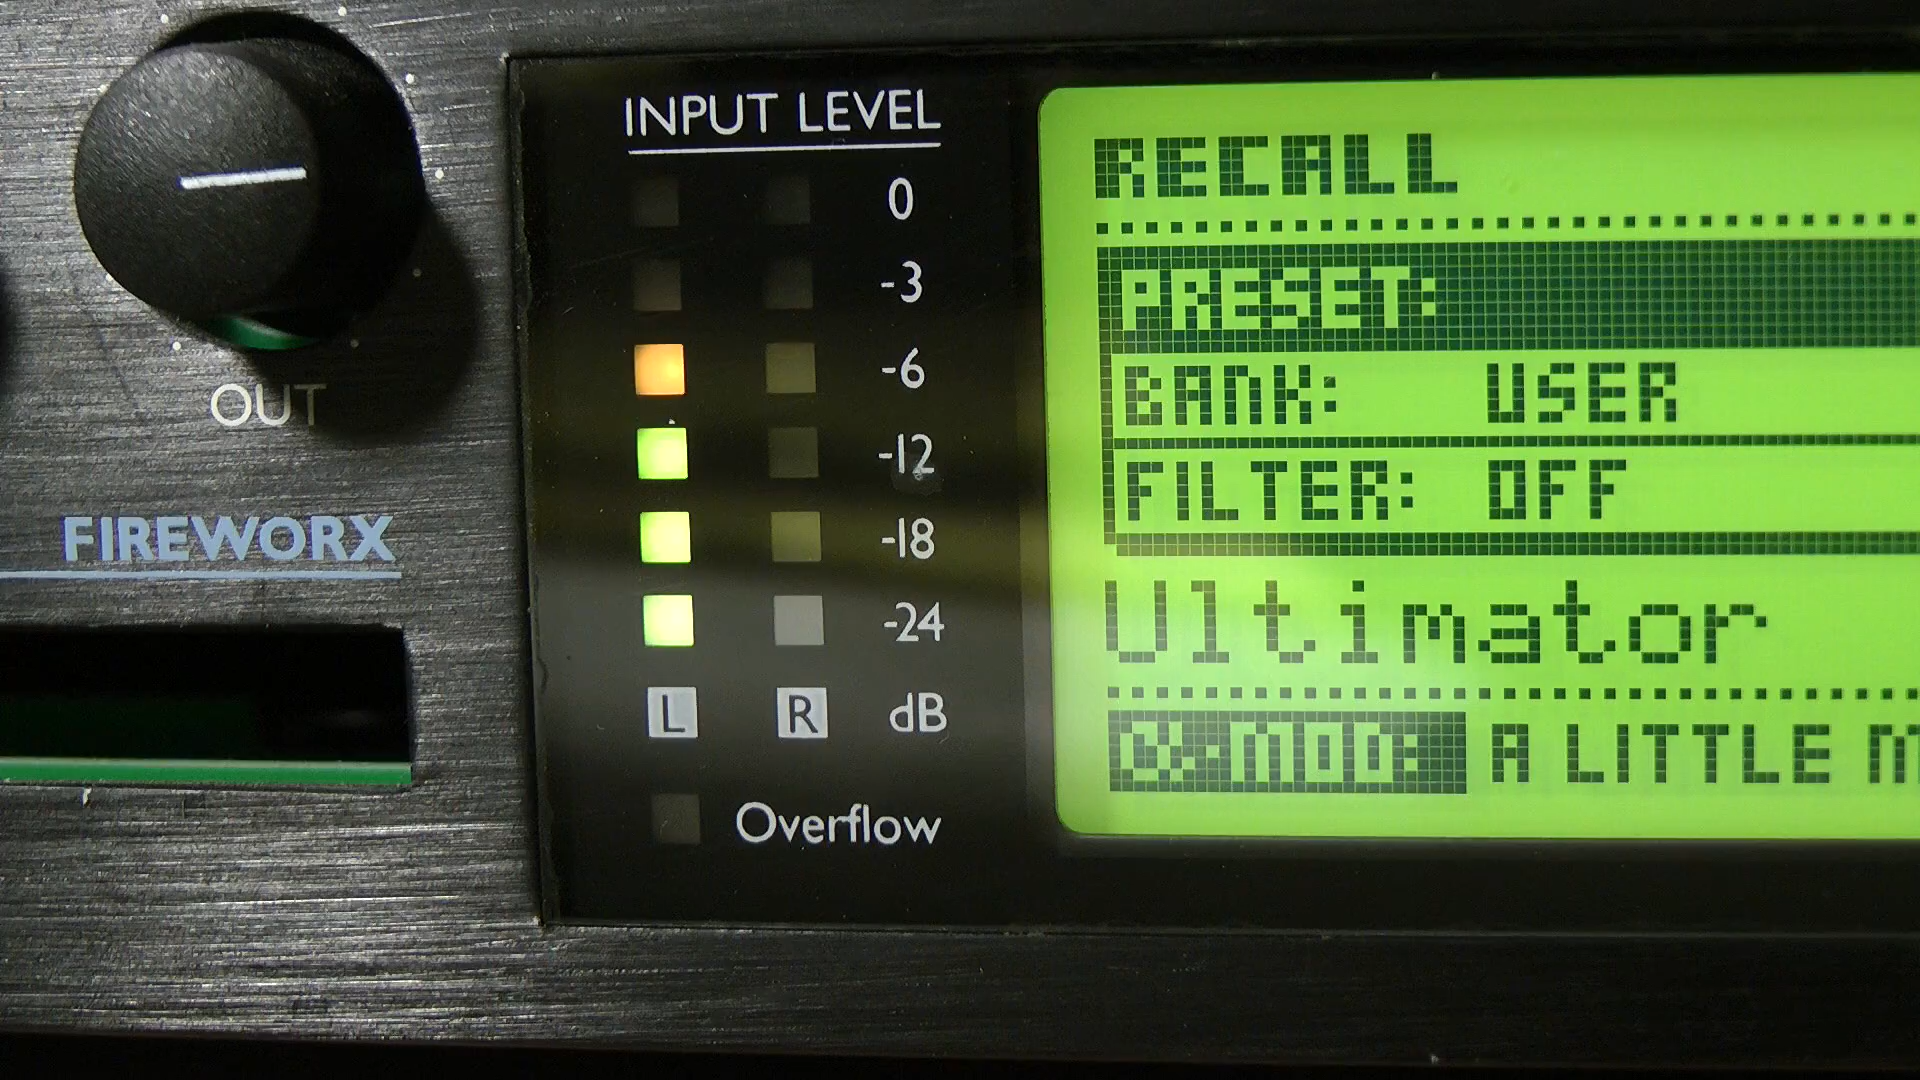 INPUT LEVEL
0
-3
-6
-12
-18
-24
L R dB
Overflow
OUT
FIREWORX
RECALL
PRESET:
BANK: USER
FILTER: OFF
Ultimator
α-MOD: A LITTLE